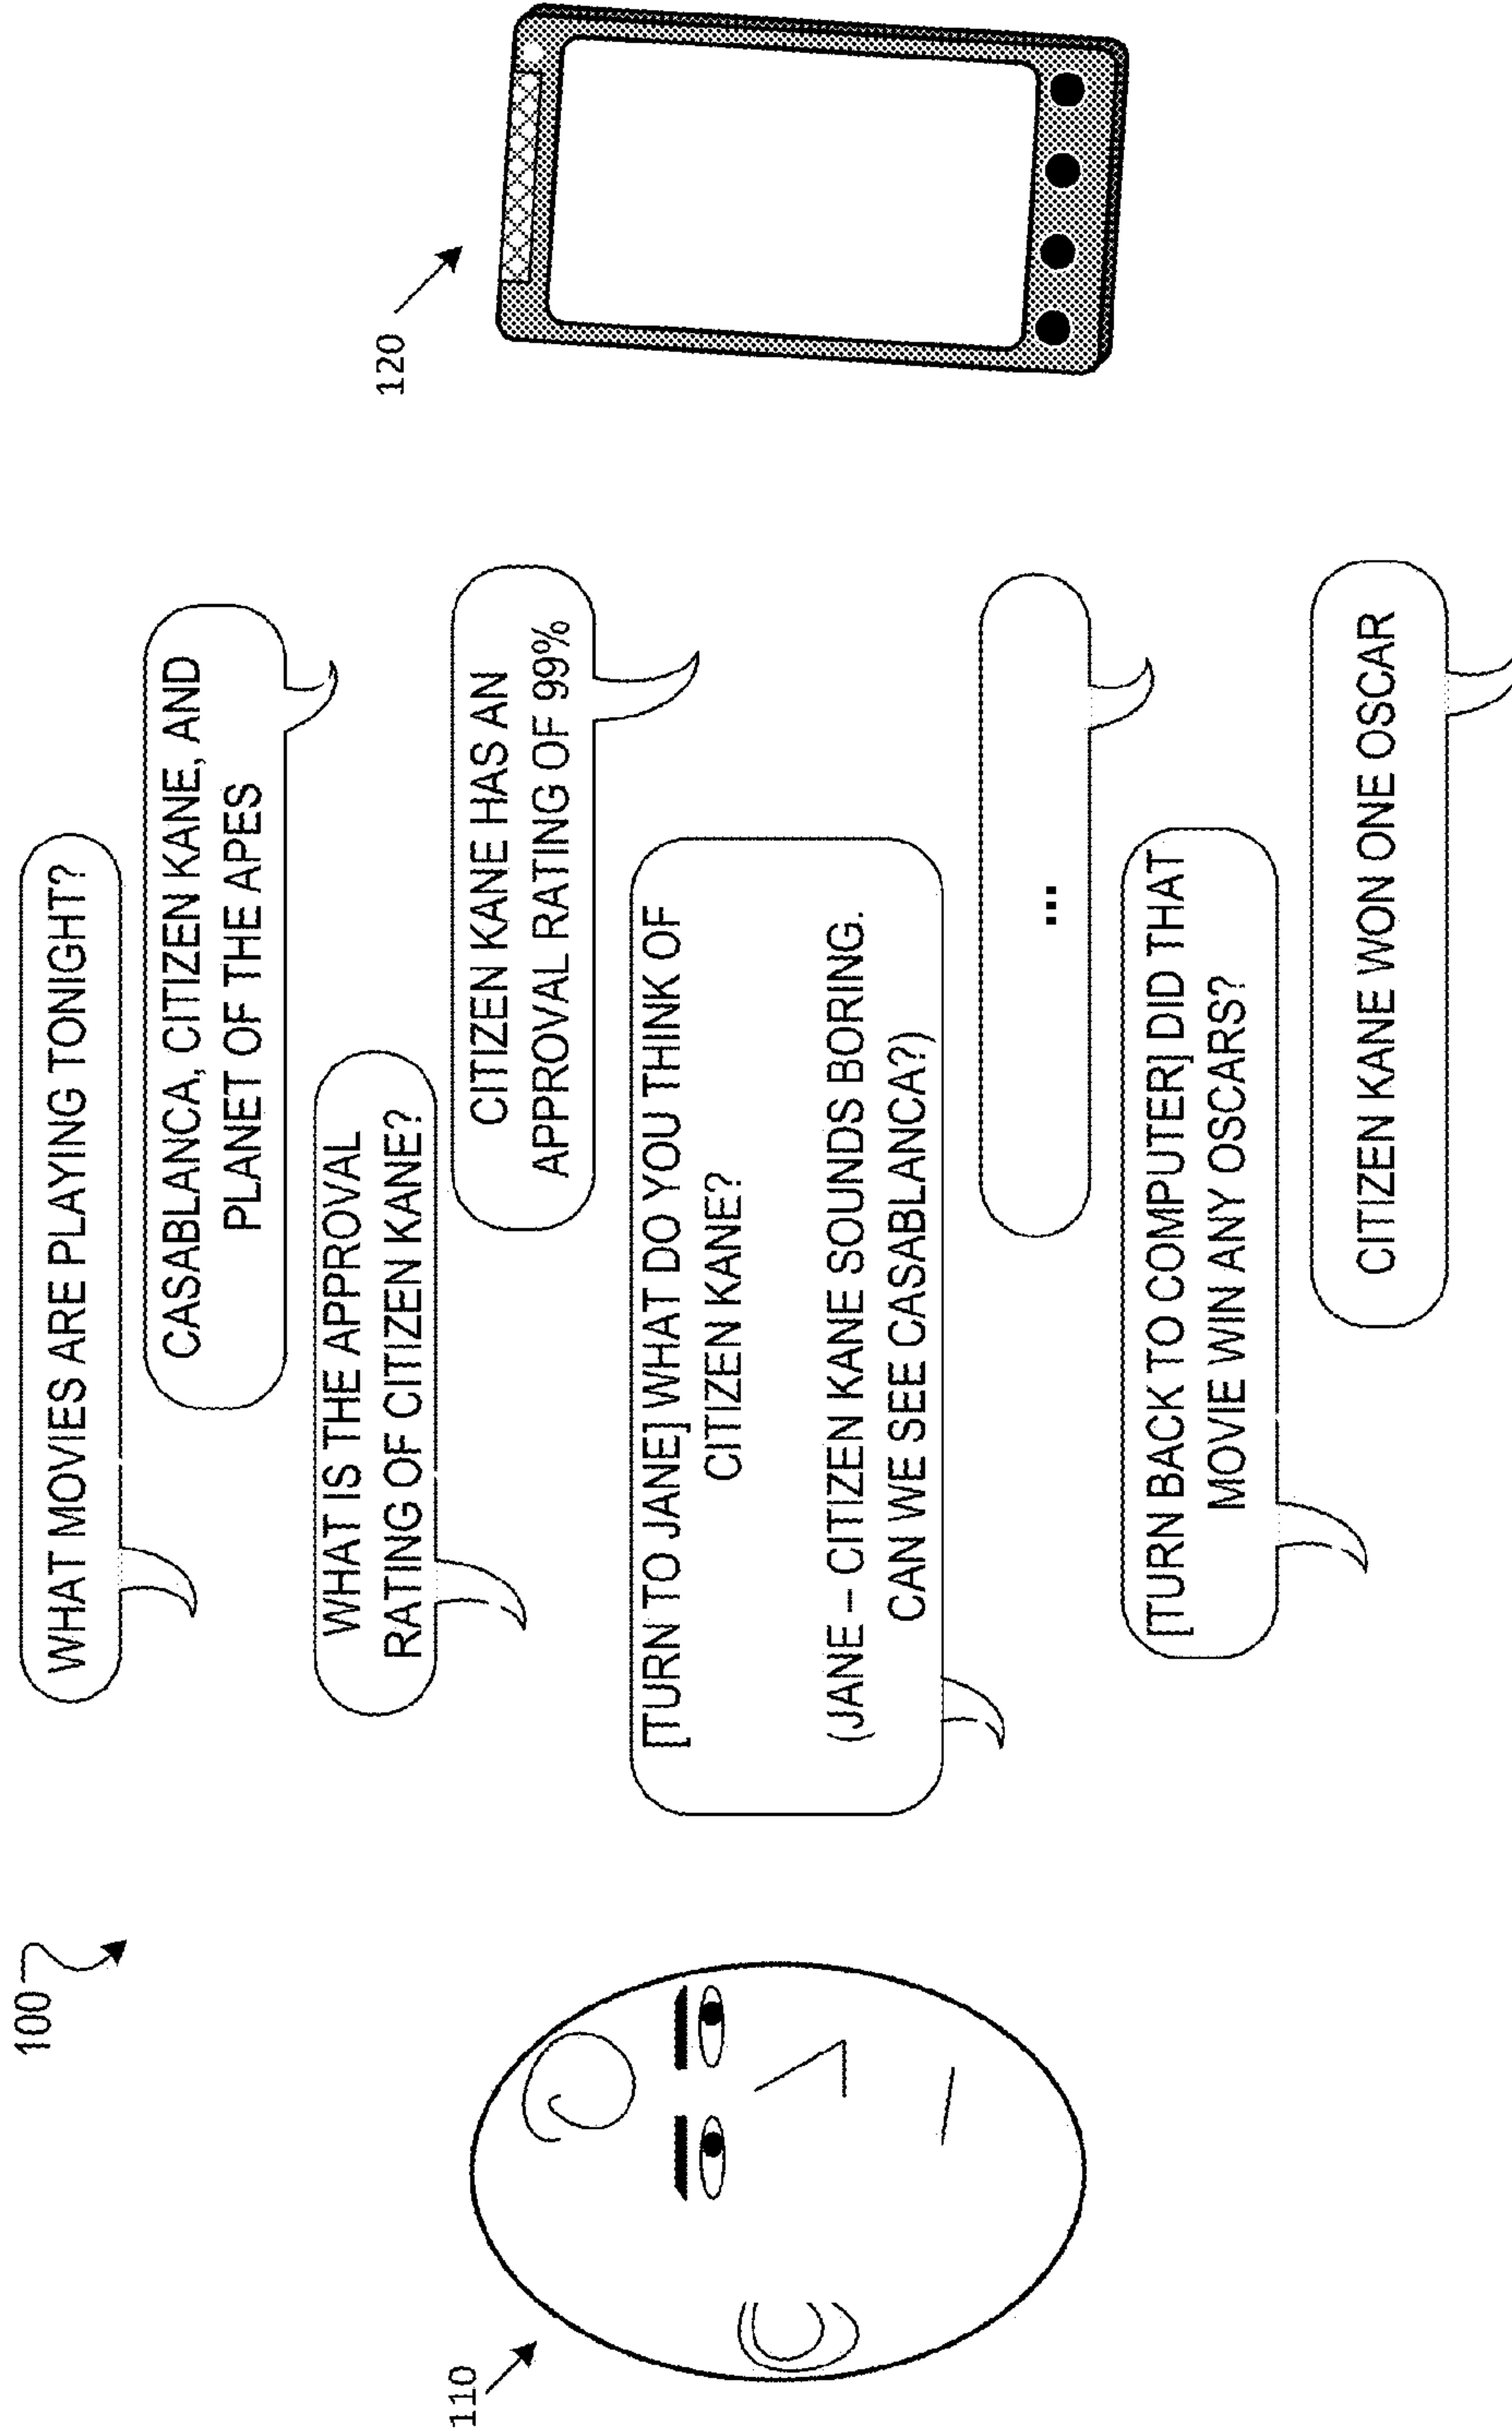 100
110
WHAT MOVIES ARE PLAYING TONIGHT?
CASABLANCA, CITIZEN KANE, AND
PLANET OF THE APES
WHAT IS THE APPROVAL
RATING OF CITIZEN KANE?
CITIZEN KANE HAS AN
APPROVAL RATING OF 99%
[TURN TO JANE] WHAT DO YOU THINK OF
CITIZEN KANE?
(JANE – CITIZEN KANE SOUNDS BORING.
CAN WE SEE CASABLANCA?)
...
[TURN BACK TO COMPUTER] DID THAT
MOVIE WIN ANY OSCARS?
CITIZEN KANE WON ONE OSCAR
120